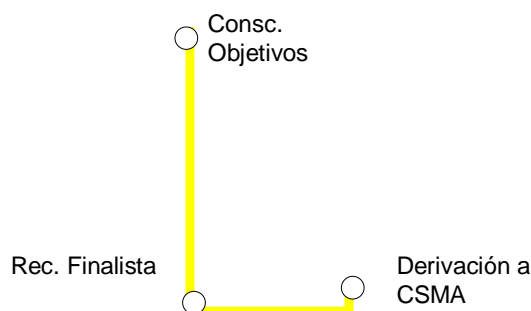 Consc.
Objetivos
Rec. Finalista
Derivación a
CSMA